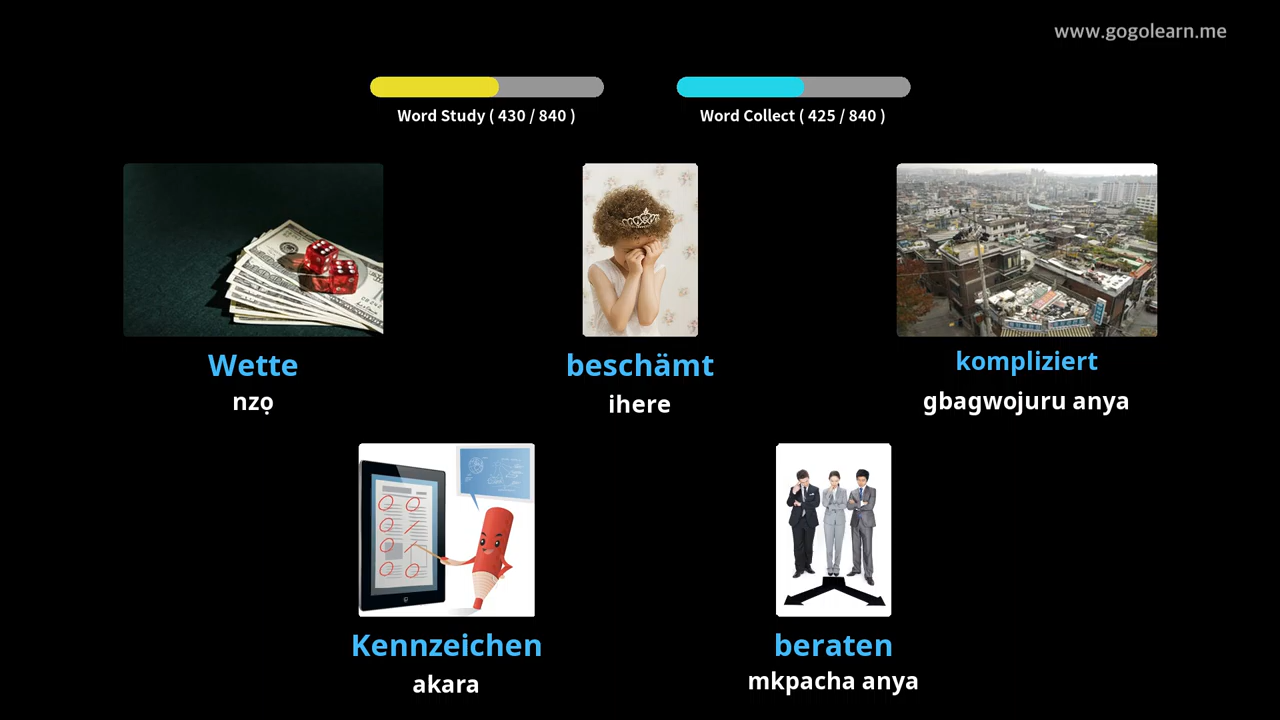 www.gogolearn.me
Word Study ( 430 / 840 )
Word Collect ( 425 / 840 )
Wette
nzọ
beschämt
ihere
kompliziert
gbagwojuru anya
Kennzeichen
akara
beraten
mkpacha anya